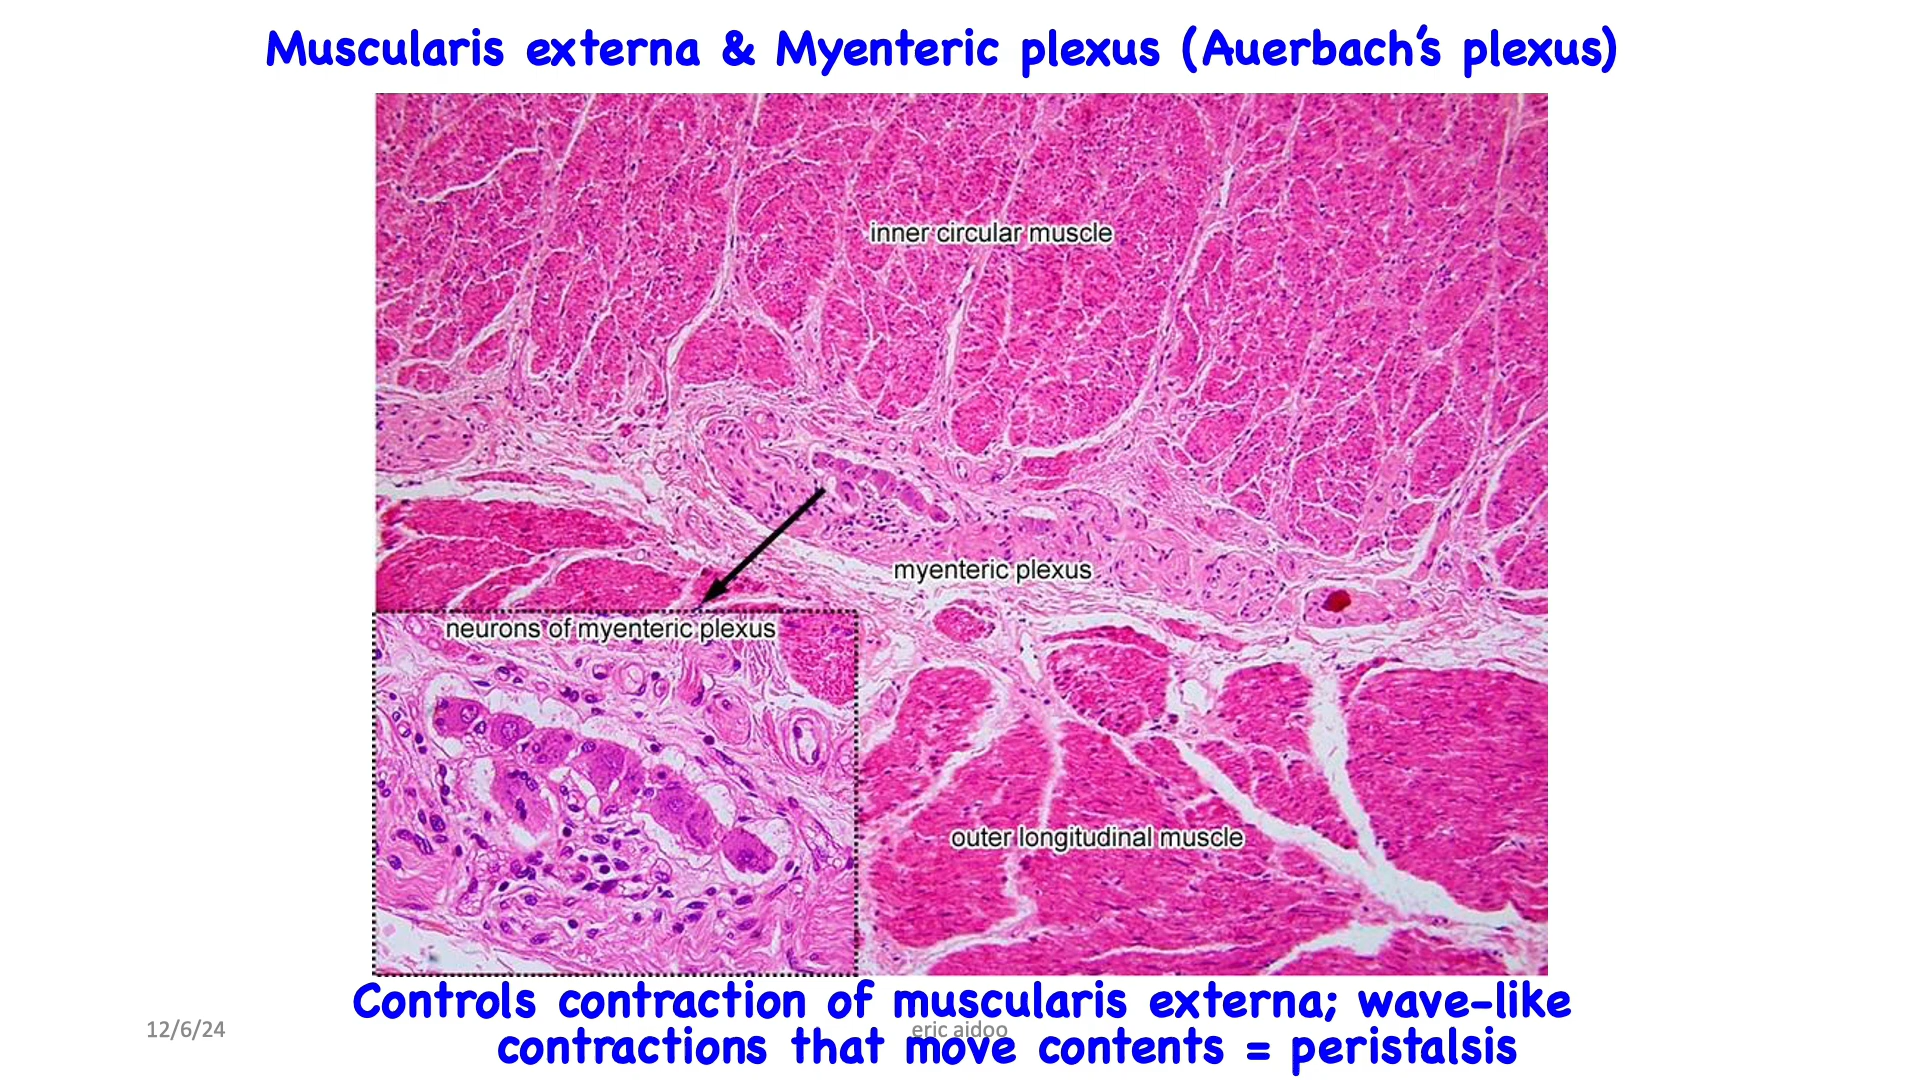 Muscularis externa & Myenteric plexus (Auerbach's plexus)
inner circular muscle
myenteric plexus
neurons of myenteric plexus
outer longitudinal muscle
Controls contraction of muscularis externa; wave-like
contractions that move contents = peristalsis
12/6/24
eric aidoo